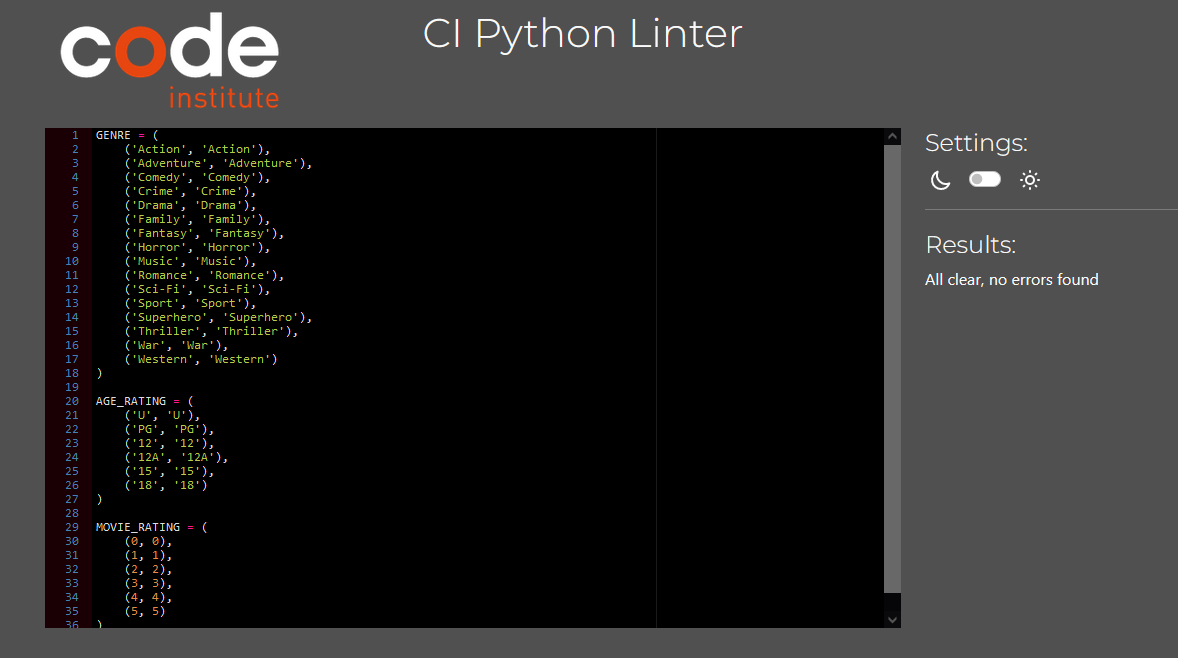 code
institute
CI Python Linter
1 GENRE = (
2     ('Action', 'Action'),
3     ('Adventure', 'Adventure'),
4     ('Comedy', 'Comedy'),
5     ('Crime', 'Crime'),
6     ('Drama', 'Drama'),
7     ('Family', 'Family'),
8     ('Fantasy', 'Fantasy'),
9     ('Horror', 'Horror'),
10     ('Music', 'Music'),
11     ('Romance', 'Romance'),
12     ('Sci-Fi', 'Sci-Fi'),
13     ('Sport', 'Sport'),
14     ('Superhero', 'Superhero'),
15     ('Thriller', 'Thriller'),
16     ('War', 'War'),
17     ('Western', 'Western')
18 )
19
20 AGE_RATING = (
21     ('U', 'U'),
22     ('PG', 'PG'),
23     ('12', '12'),
24     ('12A', '12A'),
25     ('15', '15'),
26     ('18', '18')
27 )
28
29 MOVIE_RATING = (
30     (0, 0),
31     (1, 1),
32     (2, 2),
33     (3, 3),
34     (4, 4),
35     (5, 5)
36 )
Settings:
Results:
All clear, no errors found